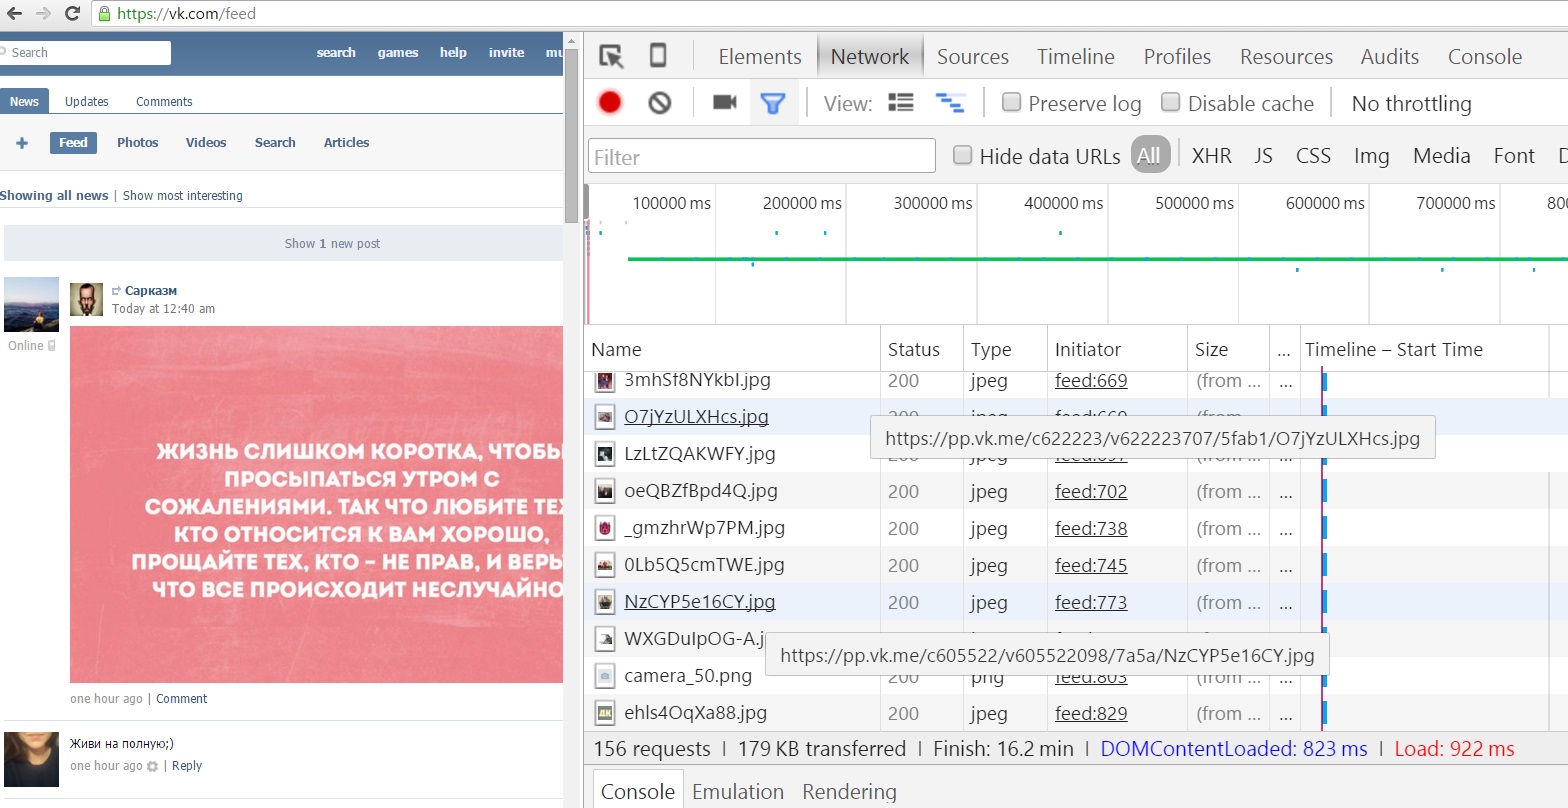 https://vk.com/feed
Search
search games help invite mu
News Updates Comments
Feed Photos Videos Search Articles
Showing all news | Show most interesting
Show 1 new post
Сарказм
Today at 12:40 am
Online
ЖИЗНЬ СЛИШКОМ КОРОТКА, ЧТОБЫ
ПРОСЫПАТЬСЯ УТРОМ С
СОЖАЛЕНИЯМИ. ТАК ЧТО ЛЮБИТЕ ТЕХ
КТО ОТНОСИТСЯ К ВАМ ХОРОШО,
ПРОЩАЙТЕ ТЕХ, КТО – НЕ ПРАВ, И ВЕРЬ
ЧТО ВСЕ ПРОИСХОДИТ НЕСЛУЧАЙНО
one hour ago | Comment
Живи на полную;)
one hour ago | Reply
Elements Network Sources Timeline Profiles Resources Audits Console
View: Preserve log Disable cache No throttling
Filter Hide data URLs All XHR JS CSS Img Media Font D
100000 ms 200000 ms 300000 ms 400000 ms 500000 ms 600000 ms 700000 ms 800
Name Status Type Initiator Size ... Timeline – Start Time
3mhSf8NYkbI.jpg 200 jpeg feed:669 (from ... ...
O7jYzULXHcs.jpg 200 jpeg feed:669 (from ... ...
https://pp.vk.me/c622223/v622223707/5fab1/O7jYzULXHcs.jpg
LzLtZQAKWFY.jpg 200 jpeg feed:697 (from ... ...
oeQBZfBpd4Q.jpg 200 jpeg feed:702 (from ... ...
_gmzhrWp7PM.jpg 200 jpeg feed:738 (from ... ...
0Lb5Q5cmTWE.jpg 200 jpeg feed:745 (from ... ...
NzCYP5e16CY.jpg 200 jpeg feed:773 (from ... ...
WXGDuIpOG-A.j
https://pp.vk.me/c605522/v605522098/7a5a/NzCYP5e16CY.jpg
camera_50.png 200 png feed:803 (from ... ...
ehls4OqXa88.jpg 200 jpeg feed:829 (from ... ...
156 requests | 179 KB transferred | Finish: 16.2 min | DOMContentLoaded: 823 ms | Load: 922 ms
Console Emulation Rendering